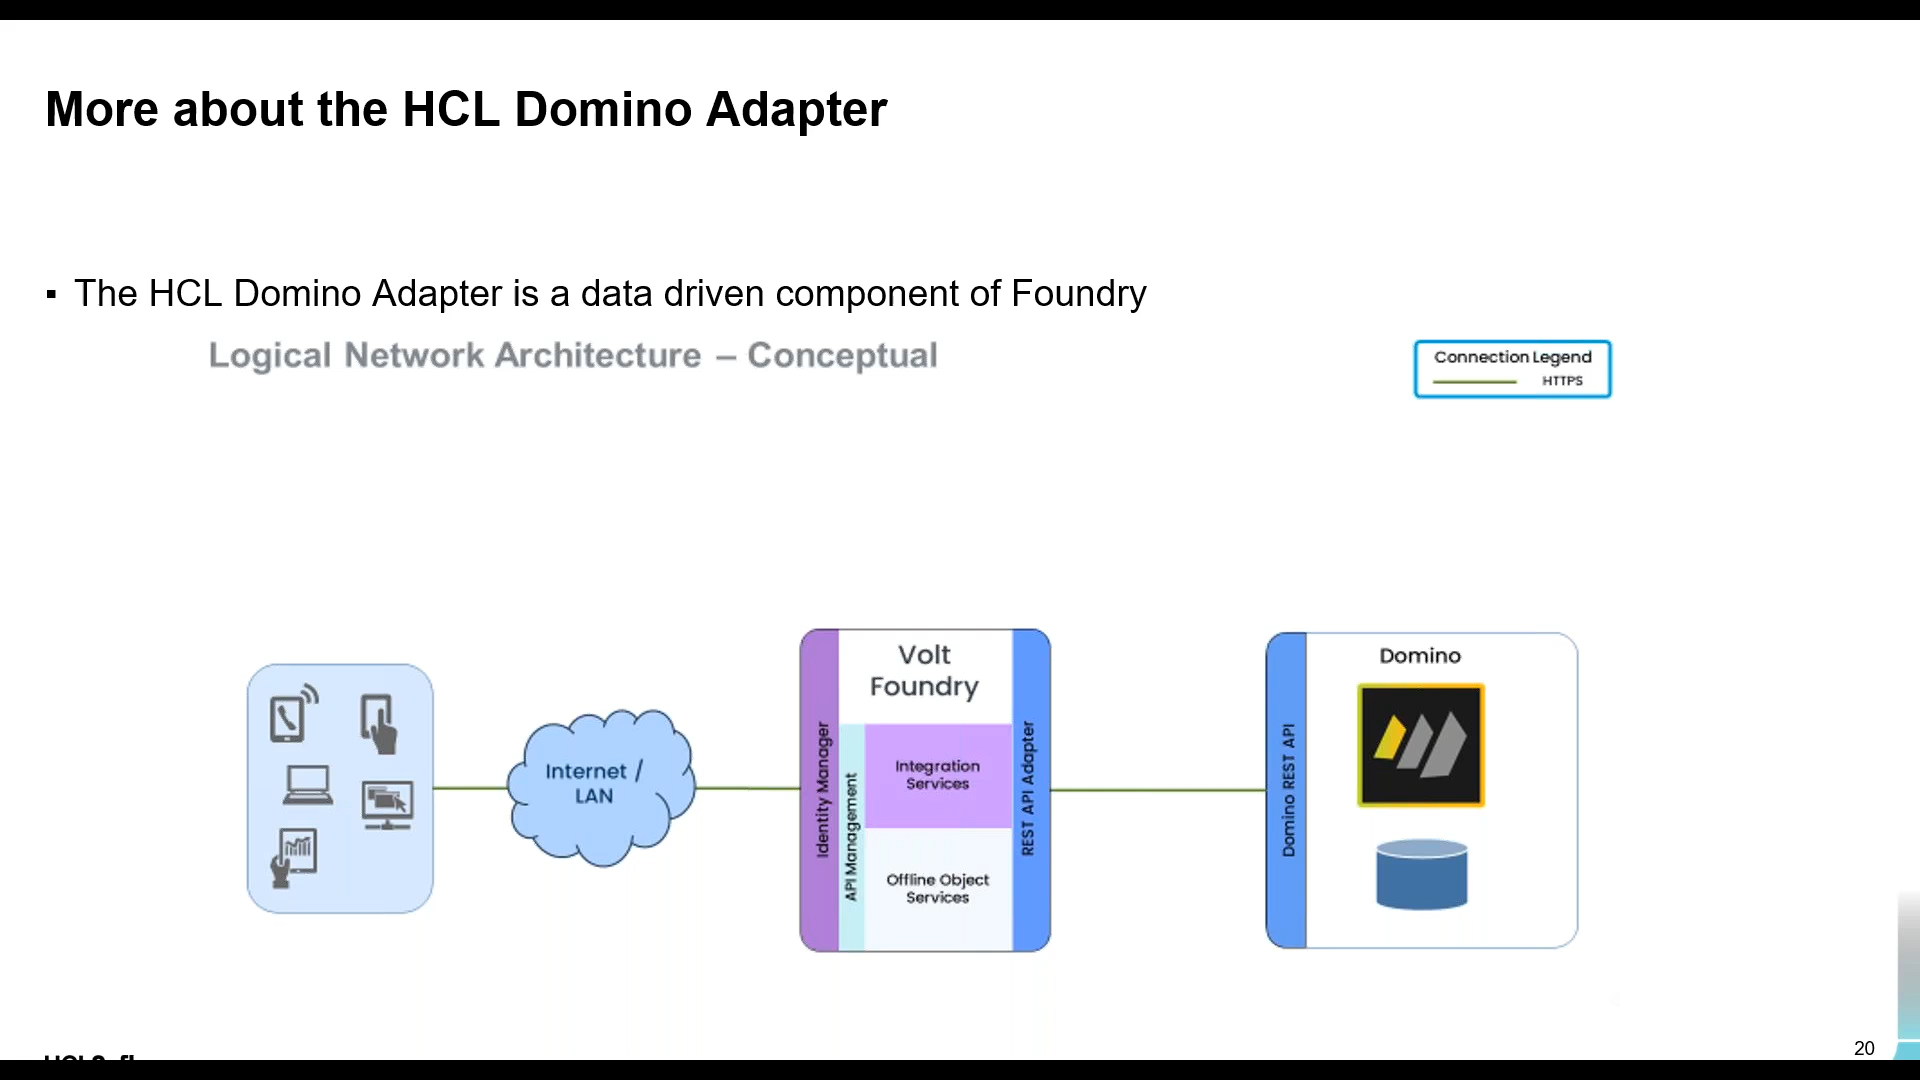 More about the HCL Domino Adapter
▪ The HCL Domino Adapter is a data driven component of Foundry
Logical Network Architecture – Conceptual
Connection Legend
HTTPS
Internet /
LAN
Identity Manager
API Management
Volt
Foundry
Integration
Services
Offline Object
Services
REST API Adapter
Domino REST API
Domino
20